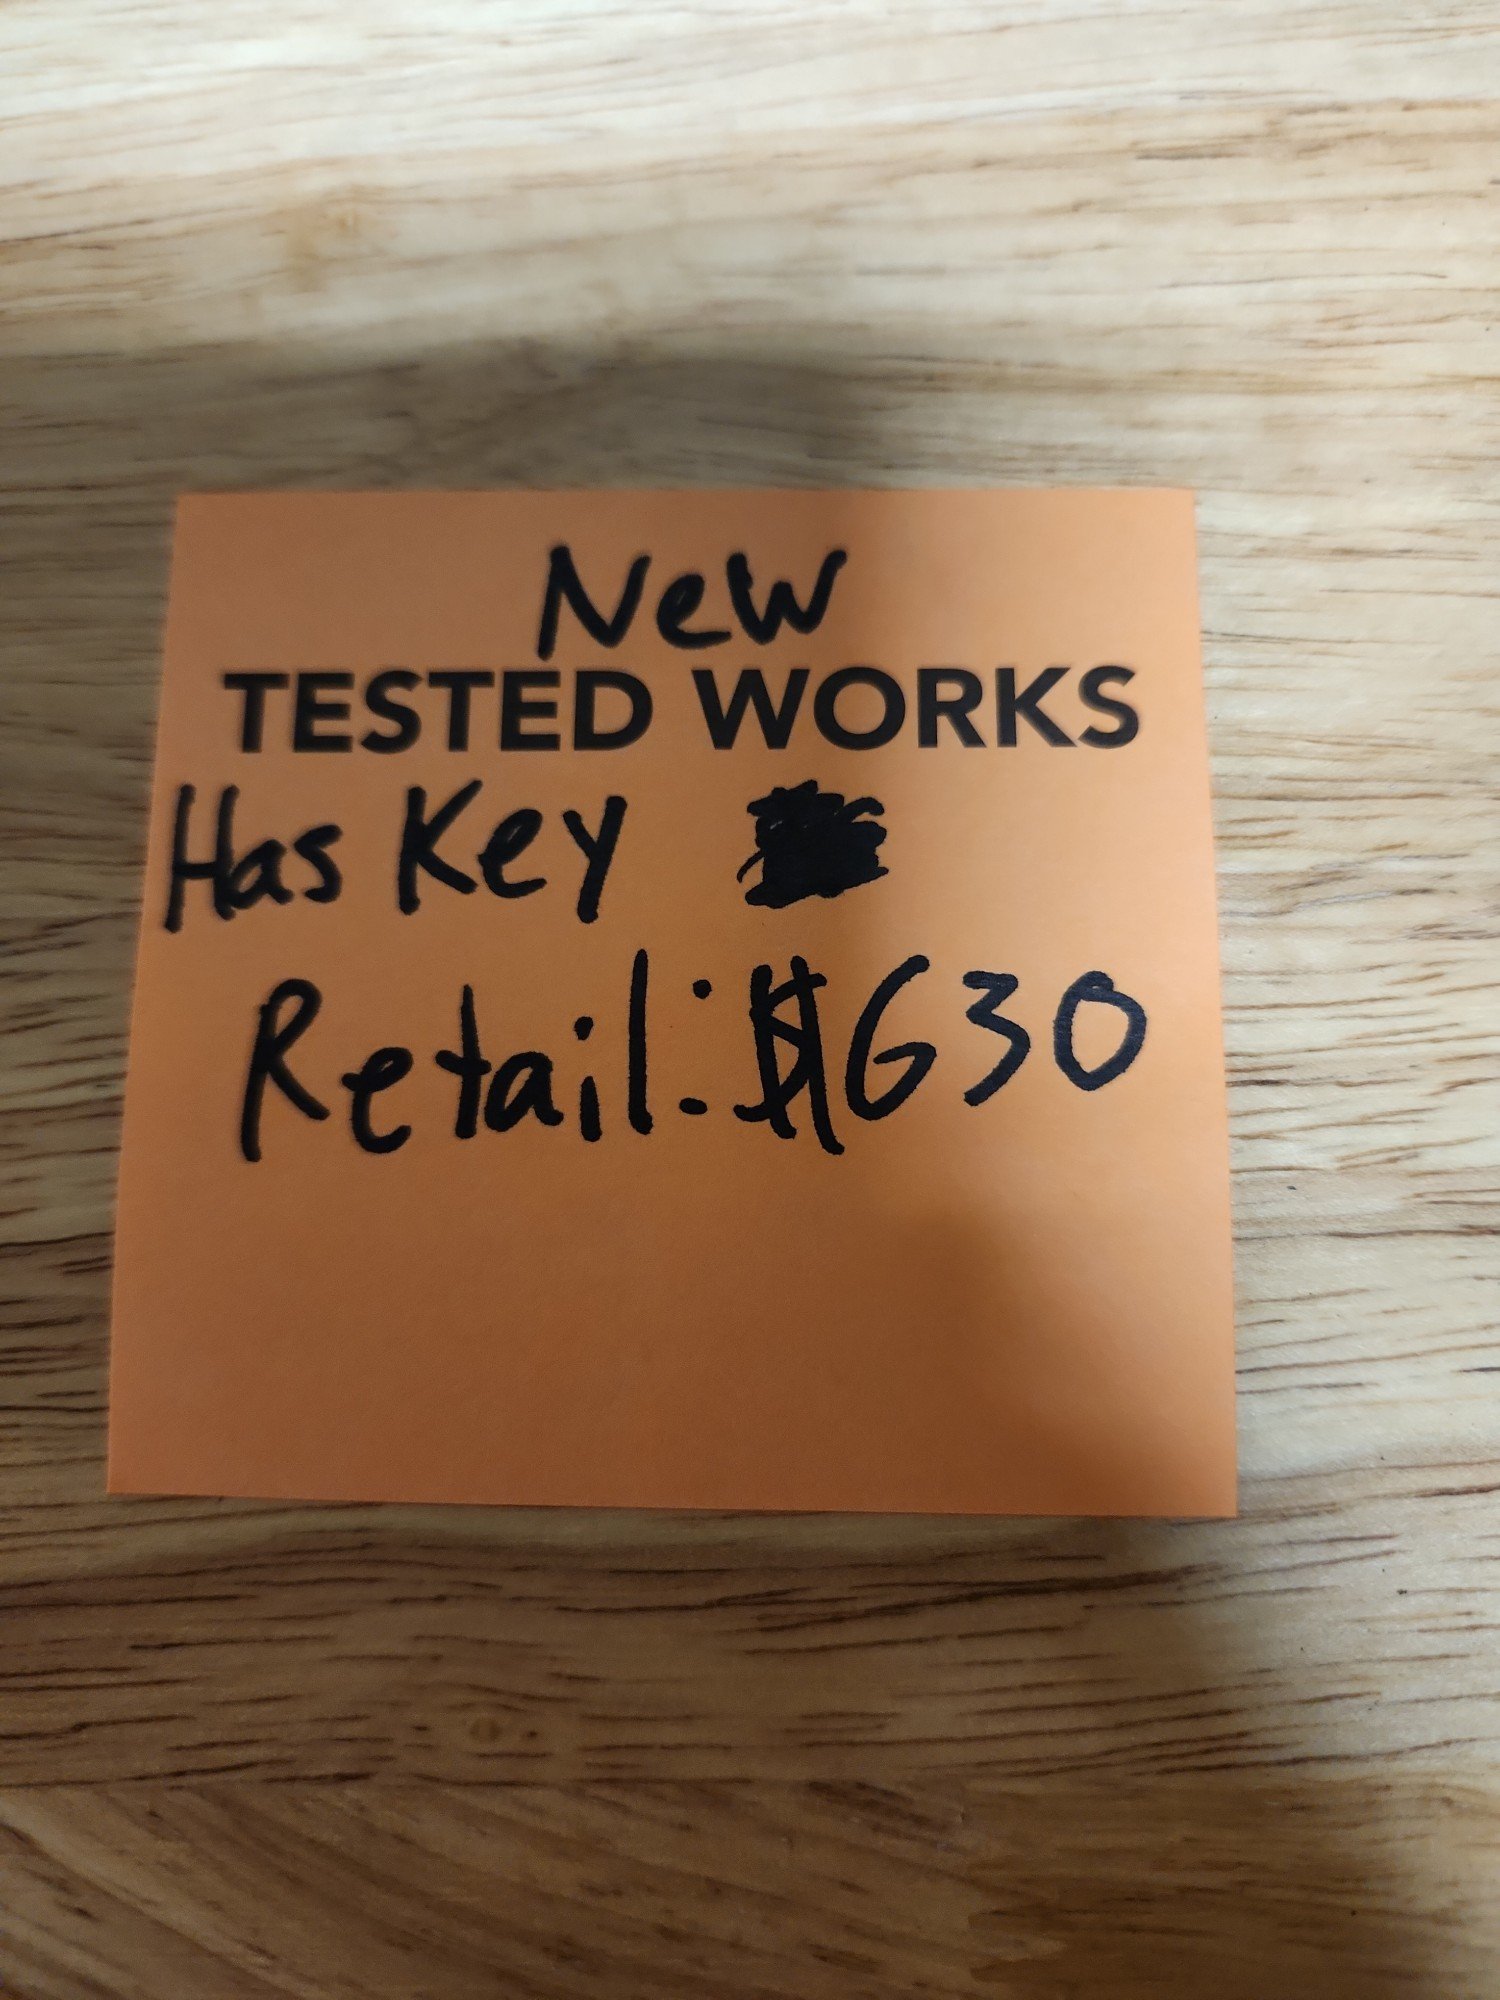 New
TESTED WORKS
Has Key
Retail: $630